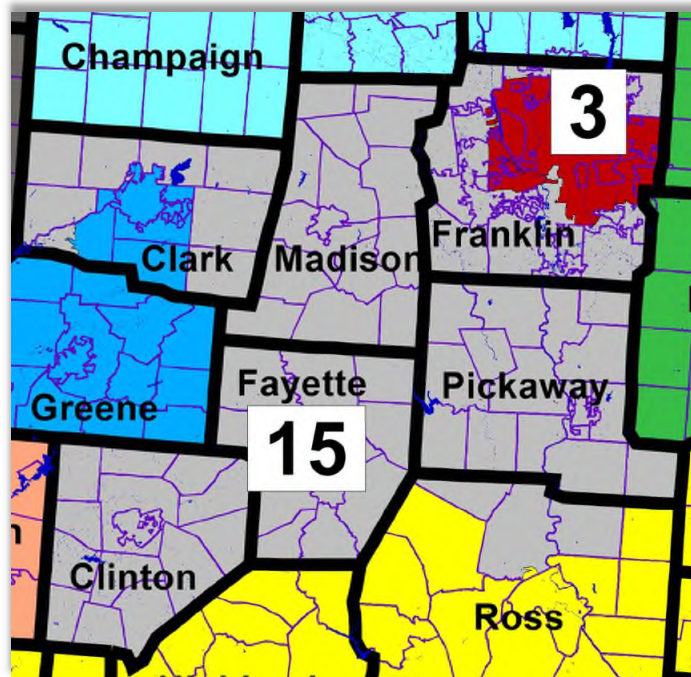 Champaign
3
Franklin
Clark
Madison
Fayette
Pickaway
Greene
15
n
Clinton
Ross